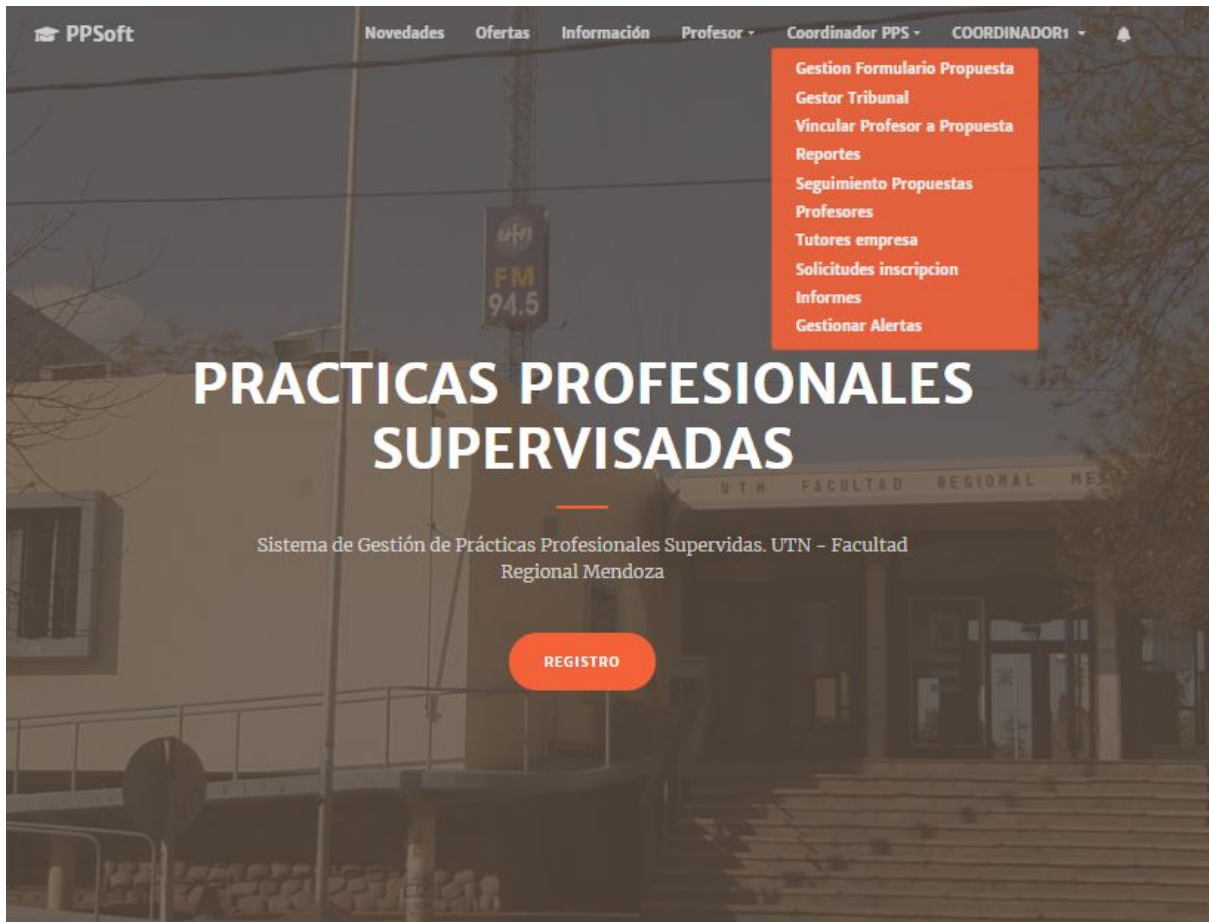 PPSoft
Novedades Ofertas Información Profesor Coordinador PPS COORDINADOR1
Gestion Formulario Propuesta
Gestor Tribunal
Vincular Profesor a Propuesta
Reportes
Seguimiento Propuestas
Profesores
Tutores empresa
Solicitudes inscripcion
Informes
Gestionar Alertas
utn
FM
94.5
PRACTICAS PROFESIONALES
SUPERVISADAS
UTN FACULTAD REGIONAL
Sistema de Gestión de Prácticas Profesionales Supervidas. UTN - Facultad
Regional Mendoza
REGISTRO